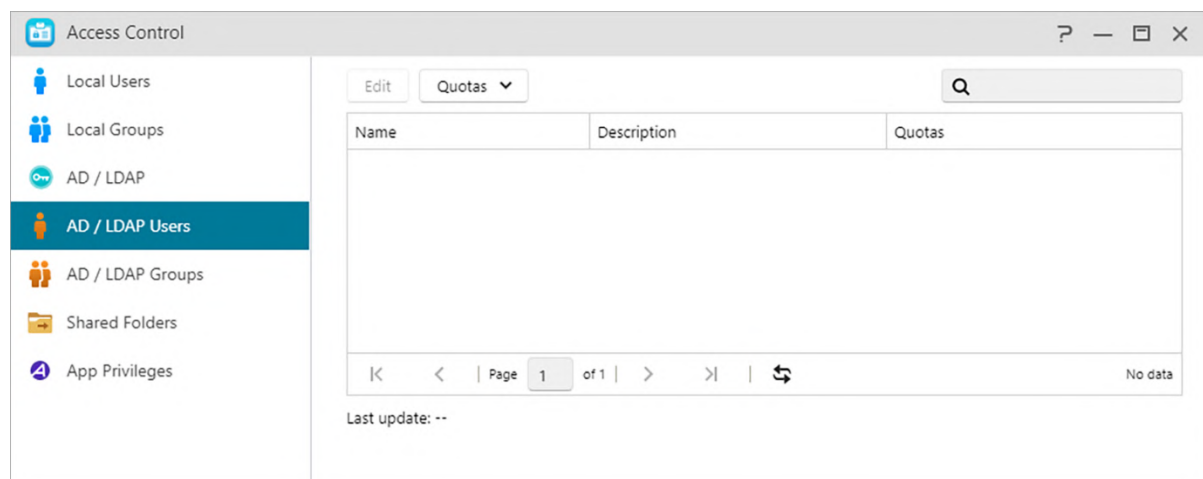 Access Control
Local Users
Local Groups
AD / LDAP
AD / LDAP Users
AD / LDAP Groups
Shared Folders
App Privileges
Edit Quotas
Name Description Quotas
Page 1 of 1 No data
Last update: --